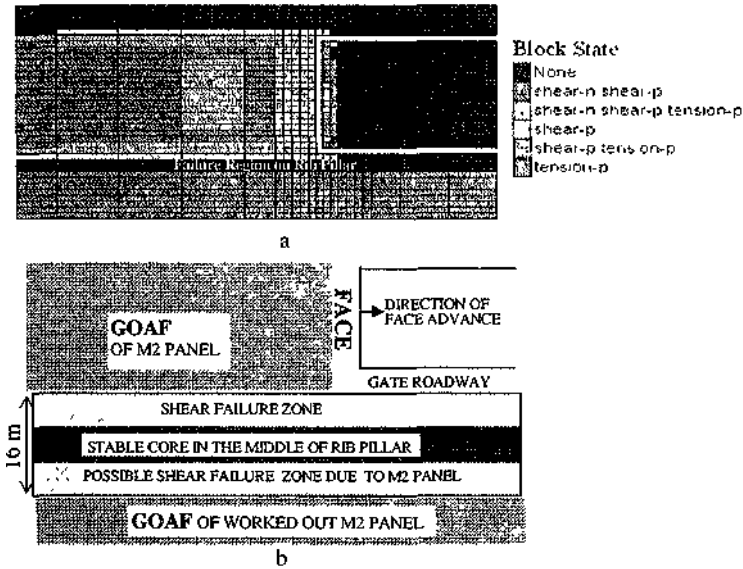 Block State
None
shear-n shear-p
shear-n shear-p tension-p
shear-p
shear-p tens on-p
tension-p
Failure Region in Rib Pillar
a
GOAF
OF M2 PANEL
FACE
DIRECTION OF
FACE ADVANCE
GATE ROADWAY
16 m
SHEAR FAILURE ZONE
STABLE CORE IN THE MIDDLE OF RIB PILLAR
POSSIBLE SHEAR FAILURE ZONE DUE TO M2 PANEL
GOAF OF WORKED OUT M2 PANEL
b